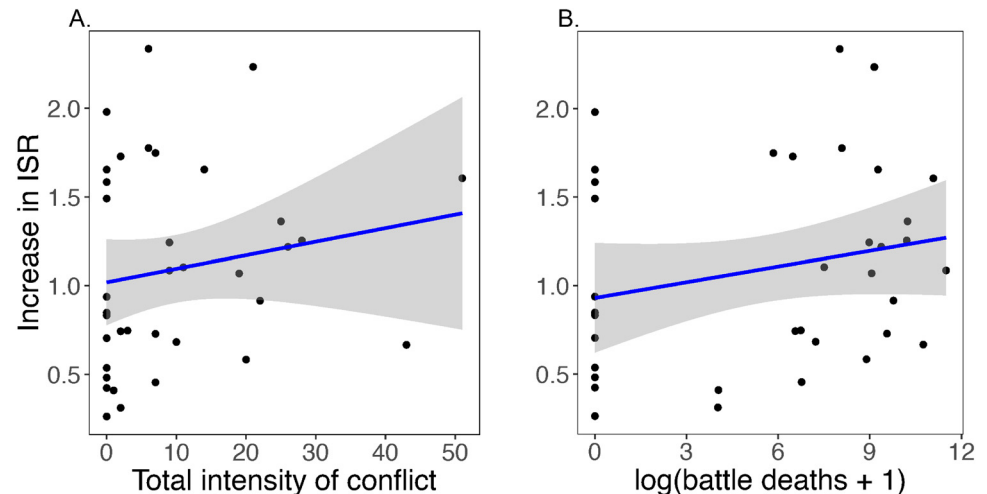 A.
B.
Increase in ISR
2.0
1.5
1.0
0.5
0 10 20 30 40 50
Total intensity of conflict
2.0
1.5
1.0
0.5
0 3 6 9 12
log(battle deaths + 1)